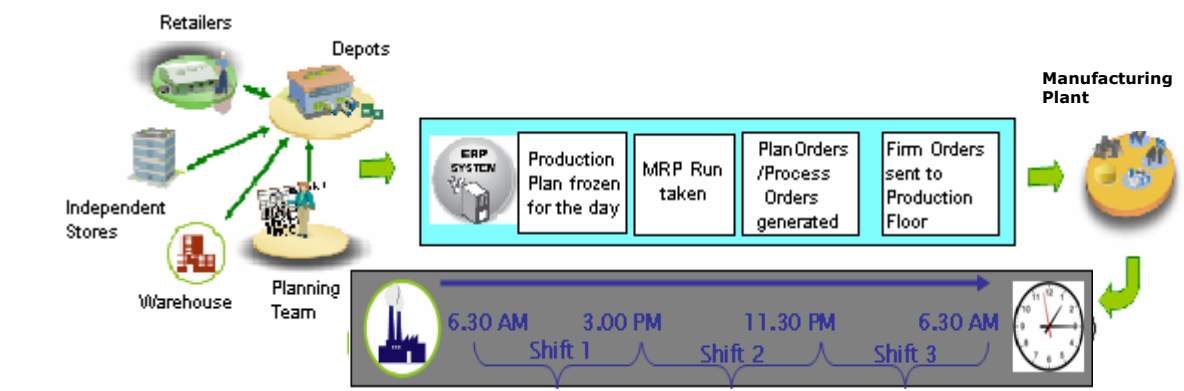 Retailers
Depots
Manufacturing
Plant
ERP
SYSTEM
Production
Plan frozen
for the day
MRP Run
taken
Plan Orders
/Process
Orders
generated
Firm Orders
sent to
Production
Floor
Independent
Stores
Warehouse
Planning
Team
6.30 AM 3.00 PM 11.30 PM 6.30 AM
Shift 1 Shift 2 Shift 3